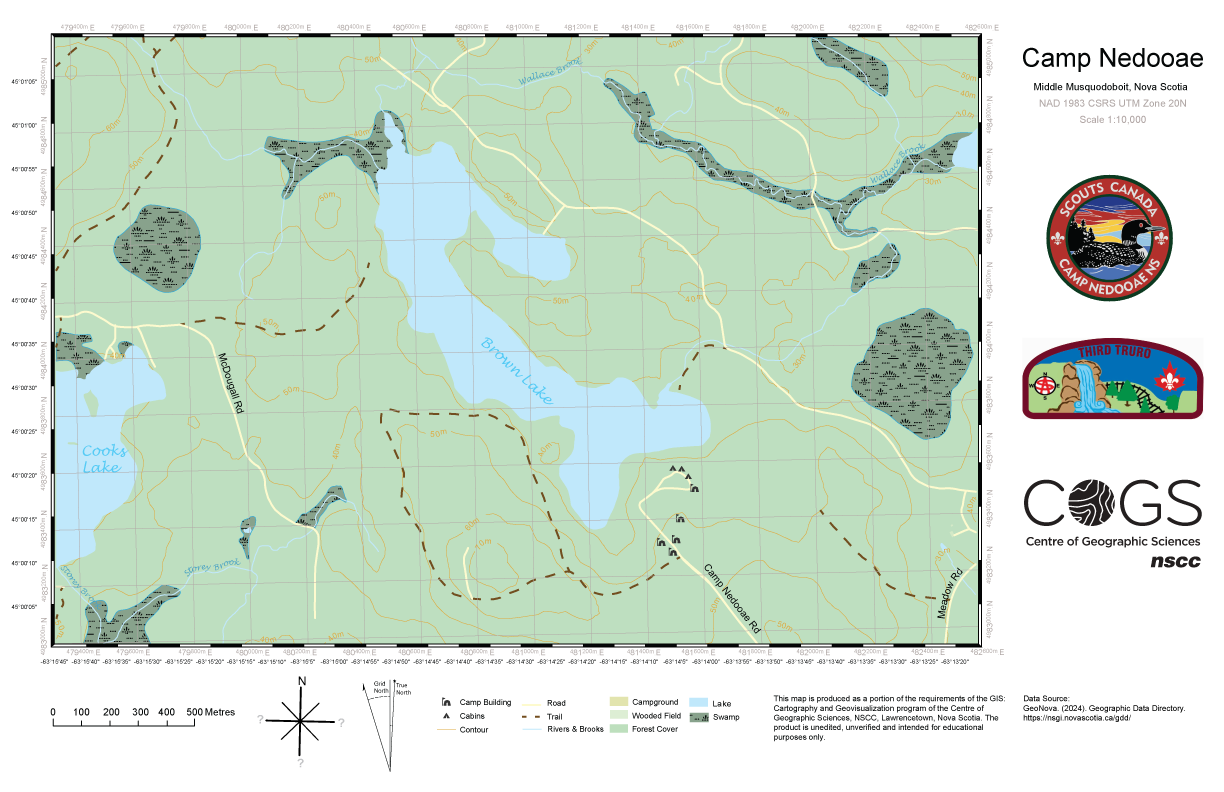 Camp Nedooae
Middle Musquodoboit, Nova Scotia
NAD 1983 CSRS UTM Zone 20N
Scale 1:10,000
SCOUTS CANADA
CAMP NEDOOAE NS
THIRD TRURO
N
W
E
S
COGS
Centre of Geographic Sciences
nscc
479400m E
479600m E
479800m E
480000m E
480200m E
480400m E
480600m E
480800m E
481000m E
481200m E
481400m E
481600m E
481800m E
482000m E
482200m E
482400m E
482600m E
45°01'05"
45°01'00"
45°00'55"
45°00'50"
45°00'45"
45°00'40"
45°00'35"
45°00'30"
45°00'25"
45°00'20"
45°00'15"
45°00'10"
45°00'05"
Wallace Brook
Wallace Brook
Brown Lake
Cooks
Lake
McDougall Rd
Storey Brook
Storey Bro
Camp Nedooae Rd
Meadow Rd
50m
40m
30m
60m
-63°15'45"
-63°15'40"
-63°15'35"
-63°15'30"
-63°15'25"
-63°15'20"
-63°15'15"
-63°15'10"
-63°15'05"
-63°15'00"
-63°14'55"
-63°14'50"
-63°14'45"
-63°14'40"
-63°14'35"
-63°14'30"
-63°14'25"
-63°14'20"
-63°14'15"
-63°14'10"
-63°14'05"
-63°14'00"
-63°13'55"
-63°13'50"
-63°13'45"
-63°13'40"
-63°13'35"
-63°13'30"
-63°13'25"
-63°13'20"
0 100 200 300 400 500 Metres
N
?
?
?
Grid
North
True
North
Camp Building
Cabins
Contour
Road
Trail
Rivers & Brooks
Campground
Wooded Field
Forest Cover
Lake
Swamp
This map is produced as a portion of the requirements of the GIS:
Cartography and Geovisualization program of the Centre of
Geographic Sciences, NSCC, Lawrencetown, Nova Scotia. The
product is unedited, unverified and intended for educational
purposes only.
Data Source:
GeoNova. (2024). Geographic Data Directory.
https://nsgi.novascotia.ca/gdd/